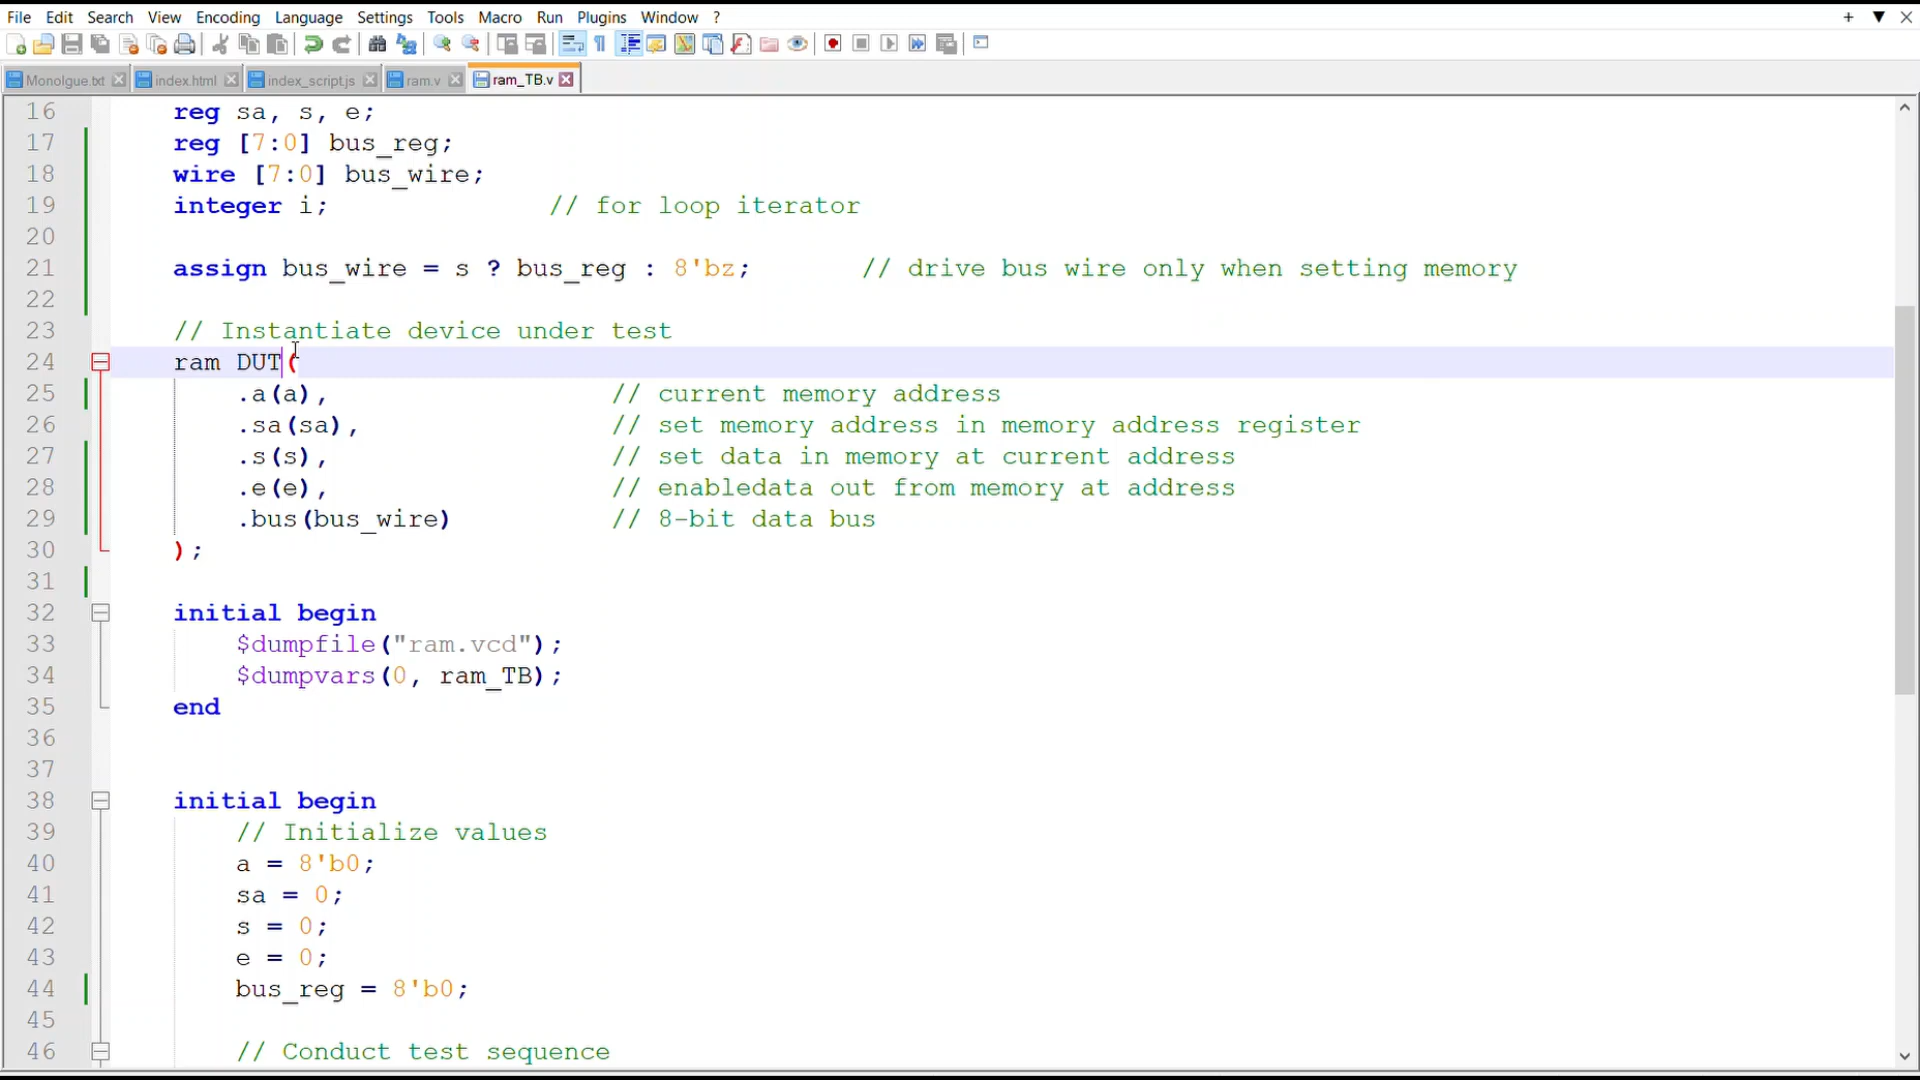 File Edit Search View Encoding Language Settings Tools Macro Run Plugins Window ?
Monolgue.txt index.html index_script.js ram.v ram_TB.v
16 reg sa, s, e;
17 reg [7:0] bus_reg;
18 wire [7:0] bus_wire;
19 integer i; // for loop iterator
20
21 assign bus_wire = s ? bus_reg : 8'bz; // drive bus wire only when setting memory
22
23 // Instantiate device under test
24 ram DUT(
25 .a(a), // current memory address
26 .sa(sa), // set memory address in memory address register
27 .s(s), // set data in memory at current address
28 .e(e), // enabledata out from memory at address
29 .bus(bus_wire) // 8-bit data bus
30 );
31
32 initial begin
33 $dumpfile("ram.vcd");
34 $dumpvars(0, ram_TB);
35 end
36
37
38 initial begin
39 // Initialize values
40 a = 8'b0;
41 sa = 0;
42 s = 0;
43 e = 0;
44 bus_reg = 8'b0;
45
46 // Conduct test sequence